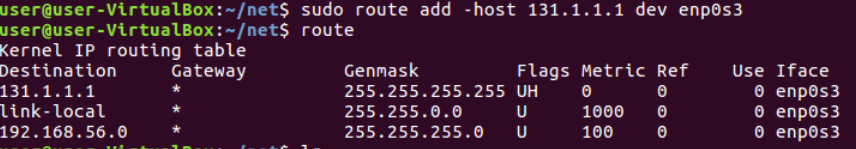 user@user-VirtualBox:~/net$ sudo route add -host 131.1.1.1 dev enp0s3
user@user-VirtualBox:~/net$ route
Kernel IP routing table
Destination Gateway Genmask Flags Metric Ref Use Iface
131.1.1.1 * 255.255.255.255 UH 0 0 0 enp0s3
link-local * 255.255.0.0 U 1000 0 0 enp0s3
192.168.56.0 * 255.255.255.0 U 100 0 0 enp0s3
user@user-VirtualBox:~/net$